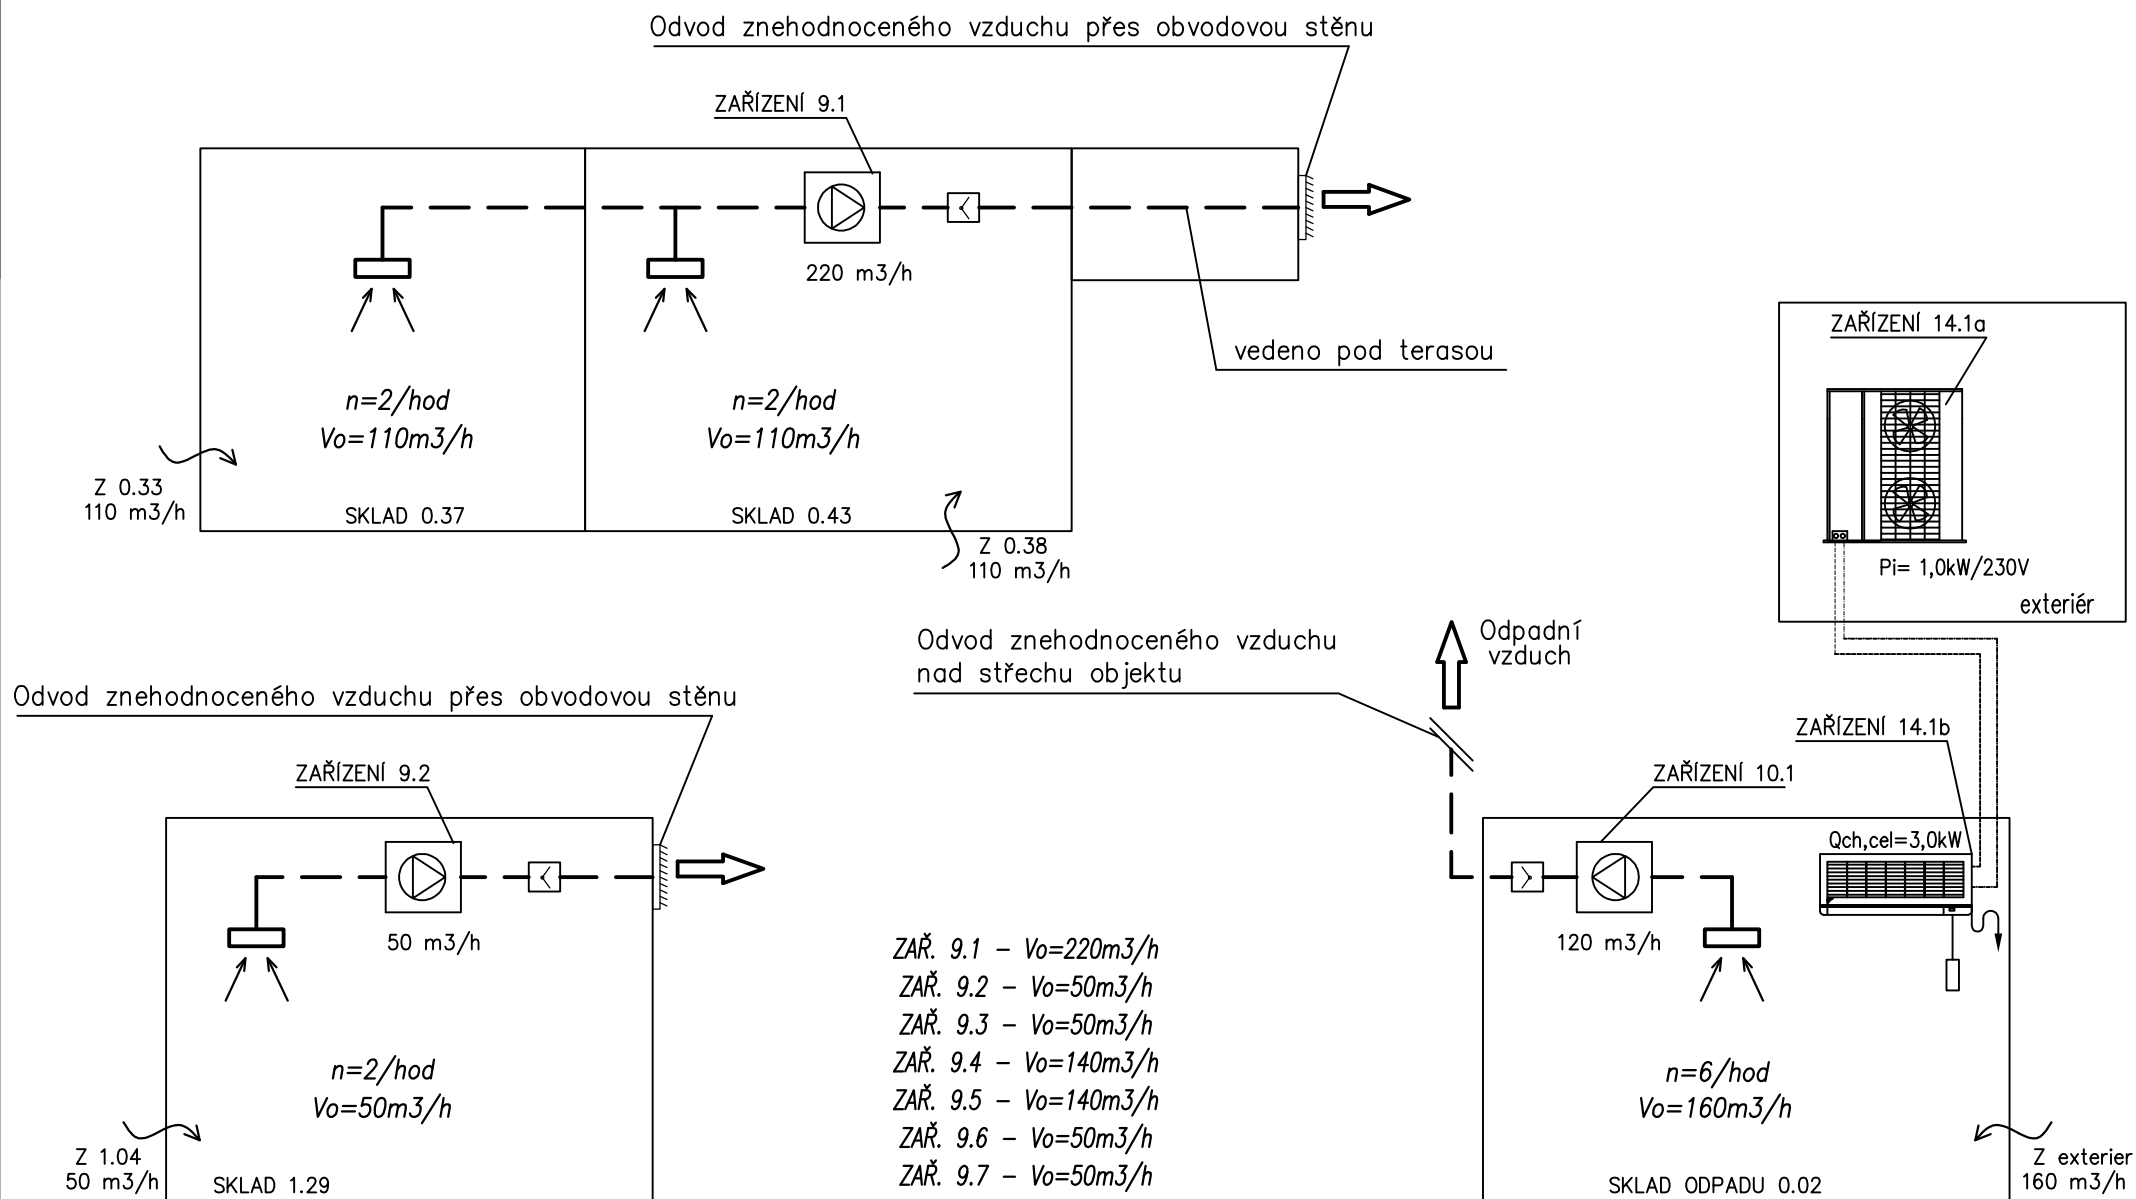 Odvod znehodnoceného vzduchu přes obvodovou stěnu
ZAŘÍZENÍ 9.1
220 m3/h
vedeno pod terasou
n=2/hod
Vo=110m3/h
n=2/hod
Vo=110m3/h
Z 0.33
110 m3/h
SKLAD 0.37
SKLAD 0.43
Z 0.38
110 m3/h
ZAŘÍZENÍ 14.1a
Pi= 1,0kW/230V
exteriér
Odvod znehodnoceného vzduchu přes obvodovou stěnu
ZAŘÍZENÍ 9.2
50 m3/h
n=2/hod
Vo=50m3/h
Z 1.04
50 m3/h
SKLAD 1.29
Odvod znehodnoceného vzduchu
nad střechu objektu
Odpadní
vzduch
ZAŘ. 9.1 – Vo=220m3/h
ZAŘ. 9.2 – Vo=50m3/h
ZAŘ. 9.3 – Vo=50m3/h
ZAŘ. 9.4 – Vo=140m3/h
ZAŘ. 9.5 – Vo=140m3/h
ZAŘ. 9.6 – Vo=50m3/h
ZAŘ. 9.7 – Vo=50m3/h
ZAŘÍZENÍ 14.1b
ZAŘÍZENÍ 10.1
Qch,cel=3,0kW
120 m3/h
n=6/hod
Vo=160m3/h
Z exterier
160 m3/h
SKLAD ODPADU 0.02